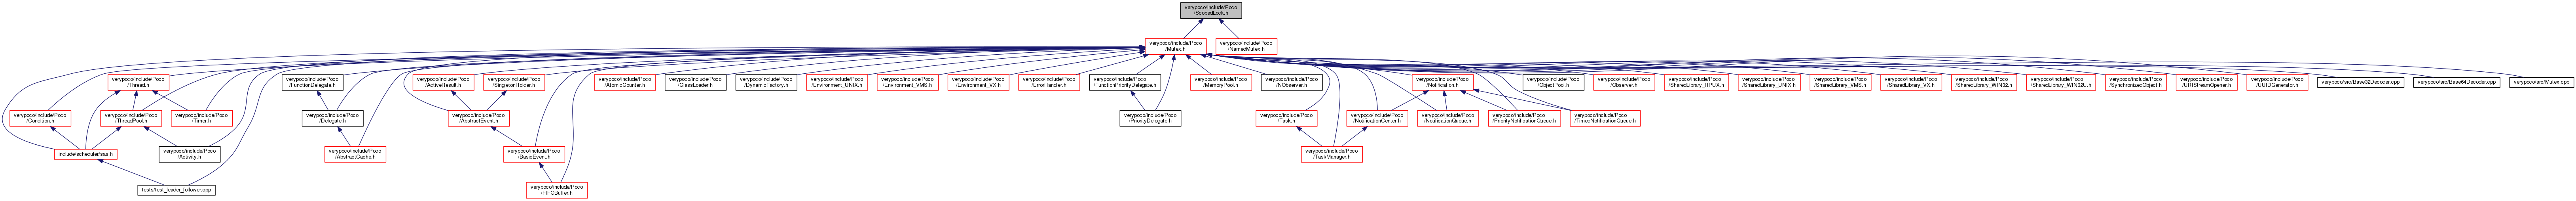 verypoco/include/Poco
/ScopedLock.h
verypoco/include/Poco
/Mutex.h
verypoco/include/Poco
/NamedMutex.h
verypoco/include/Poco
/Thread.h
verypoco/include/Poco
/FunctionDelegate.h
verypoco/include/Poco
/ActiveResult.h
verypoco/include/Poco
/SingletonHolder.h
verypoco/include/Poco
/AtomicCounter.h
verypoco/include/Poco
/ClassLoader.h
verypoco/include/Poco
/DynamicFactory.h
verypoco/include/Poco
/Environment_UNIX.h
verypoco/include/Poco
/Environment_VMS.h
verypoco/include/Poco
/Environment_VX.h
verypoco/include/Poco
/ErrorHandler.h
verypoco/include/Poco
/FunctionPriorityDelegate.h
verypoco/include/Poco
/MemoryPool.h
verypoco/include/Poco
/NObserver.h
verypoco/include/Poco
/Notification.h
verypoco/include/Poco
/ObjectPool.h
verypoco/include/Poco
/Observer.h
verypoco/include/Poco
/SharedLibrary_HPUX.h
verypoco/include/Poco
/SharedLibrary_UNIX.h
verypoco/include/Poco
/SharedLibrary_VMS.h
verypoco/include/Poco
/SharedLibrary_VX.h
verypoco/include/Poco
/SharedLibrary_WIN32.h
verypoco/include/Poco
/SharedLibrary_WIN32U.h
verypoco/include/Poco
/SynchronizedObject.h
verypoco/include/Poco
/URIStreamOpener.h
verypoco/include/Poco
/UUIDGenerator.h
verypoco/src/Base32Decoder.cpp
verypoco/src/Base64Decoder.cpp
verypoco/src/Mutex.cpp
verypoco/include/Poco
/Condition.h
verypoco/include/Poco
/ThreadPool.h
verypoco/include/Poco
/Timer.h
verypoco/include/Poco
/Delegate.h
verypoco/include/Poco
/AbstractEvent.h
verypoco/include/Poco
/PriorityDelegate.h
verypoco/include/Poco
/Task.h
verypoco/include/Poco
/NotificationCenter.h
verypoco/include/Poco
/NotificationQueue.h
verypoco/include/Poco
/PriorityNotificationQueue.h
verypoco/include/Poco
/TimedNotificationQueue.h
include/scheduler/sas.h
verypoco/include/Poco
/Activity.h
verypoco/include/Poco
/AbstractCache.h
verypoco/include/Poco
/BasicEvent.h
verypoco/include/Poco
/TaskManager.h
tests/test_leader_follower.cpp
verypoco/include/Poco
/FIFOBuffer.h